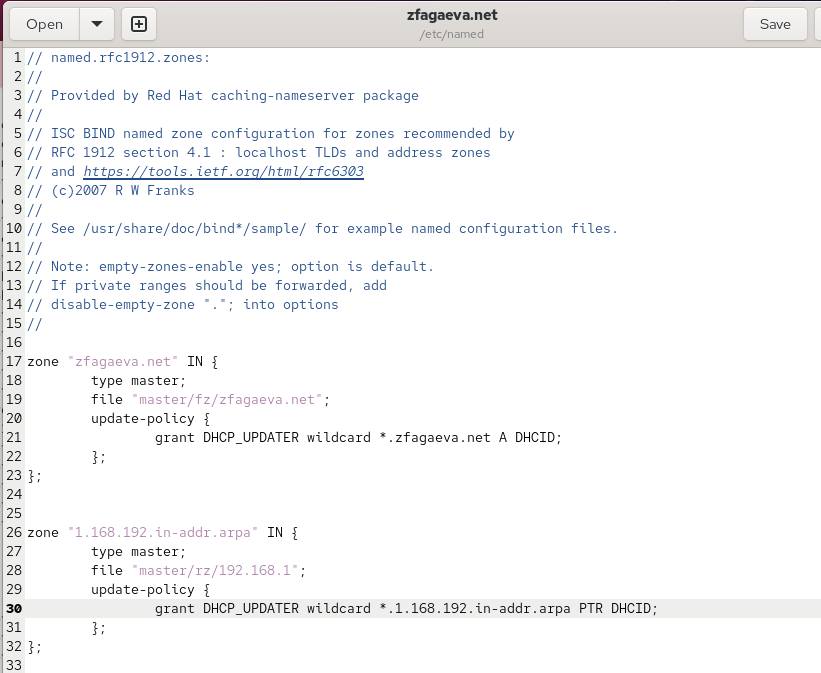 Open
zfagaeva.net
/etc/named
Save
1 // named.rfc1912.zones:
2 //
3 // Provided by Red Hat caching-nameserver package
4 //
5 // ISC BIND named zone configuration for zones recommended by
6 // RFC 1912 section 4.1 : localhost TLDs and address zones
7 // and https://tools.ietf.org/html/rfc6303
8 // (c)2007 R W Franks
9 //
10 // See /usr/share/doc/bind*/sample/ for example named configuration files.
11 //
12 // Note: empty-zones-enable yes; option is default.
13 // If private ranges should be forwarded, add
14 // disable-empty-zone "."; into options
15 //
16
17 zone "zfagaeva.net" IN {
18         type master;
19         file "master/fz/zfagaeva.net";
20         update-policy {
21                 grant DHCP_UPDATER wildcard *.zfagaeva.net A DHCID;
22         };
23 };
24
25
26 zone "1.168.192.in-addr.arpa" IN {
27         type master;
28         file "master/rz/192.168.1";
29         update-policy {
30                 grant DHCP_UPDATER wildcard *.1.168.192.in-addr.arpa PTR DHCID;
31         };
32 };
33